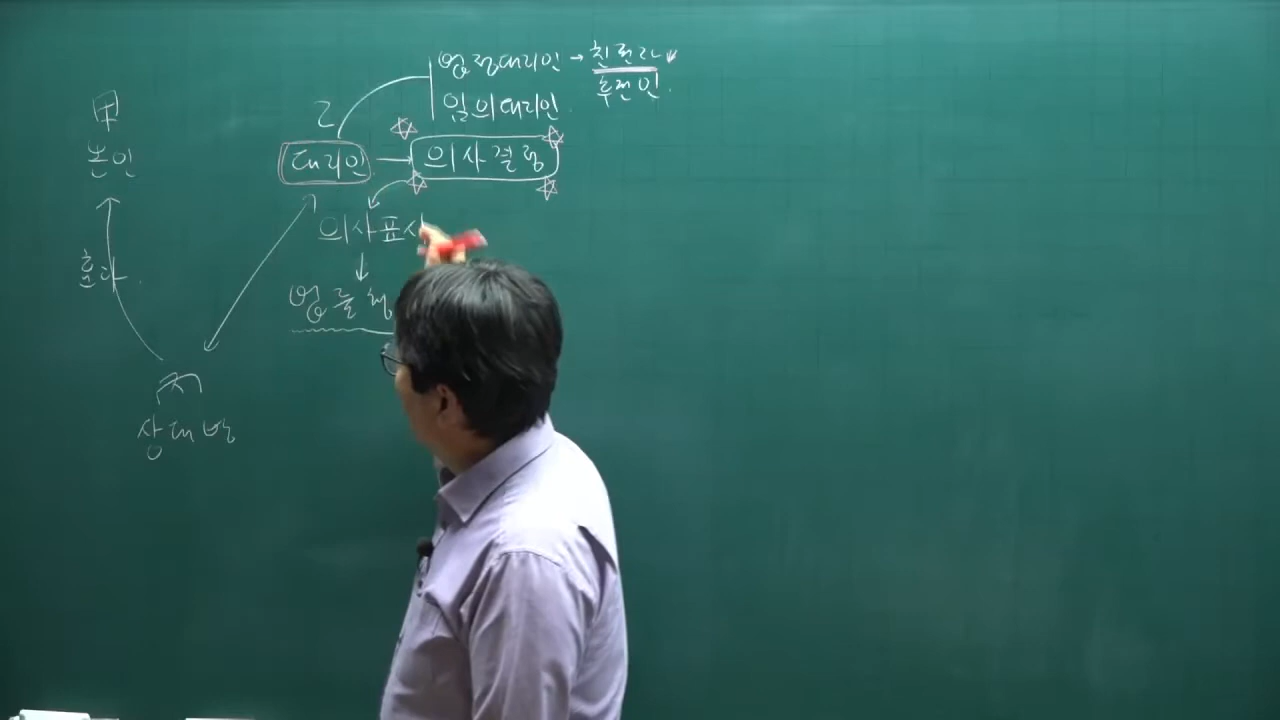 법정대리인 → 친권자
후견인
임의대리인
甲
乙
본인
대리인 → 의사결정
의사표시
효과
법률행
丙
상대방